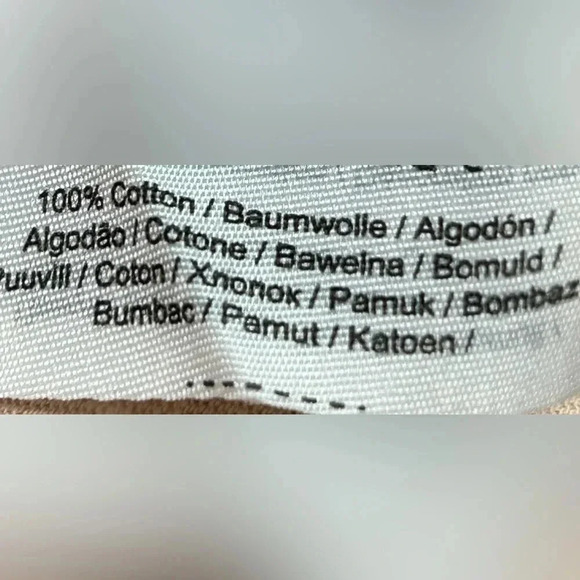 100% Cotton / Baumwolle / Algodón /
Algodão / Cotone / Bawełna / Bomuld /
Puuvill / Coton / Хлопок / Pamuk / Bombaz
Bumbac / Pamut / Katoen /